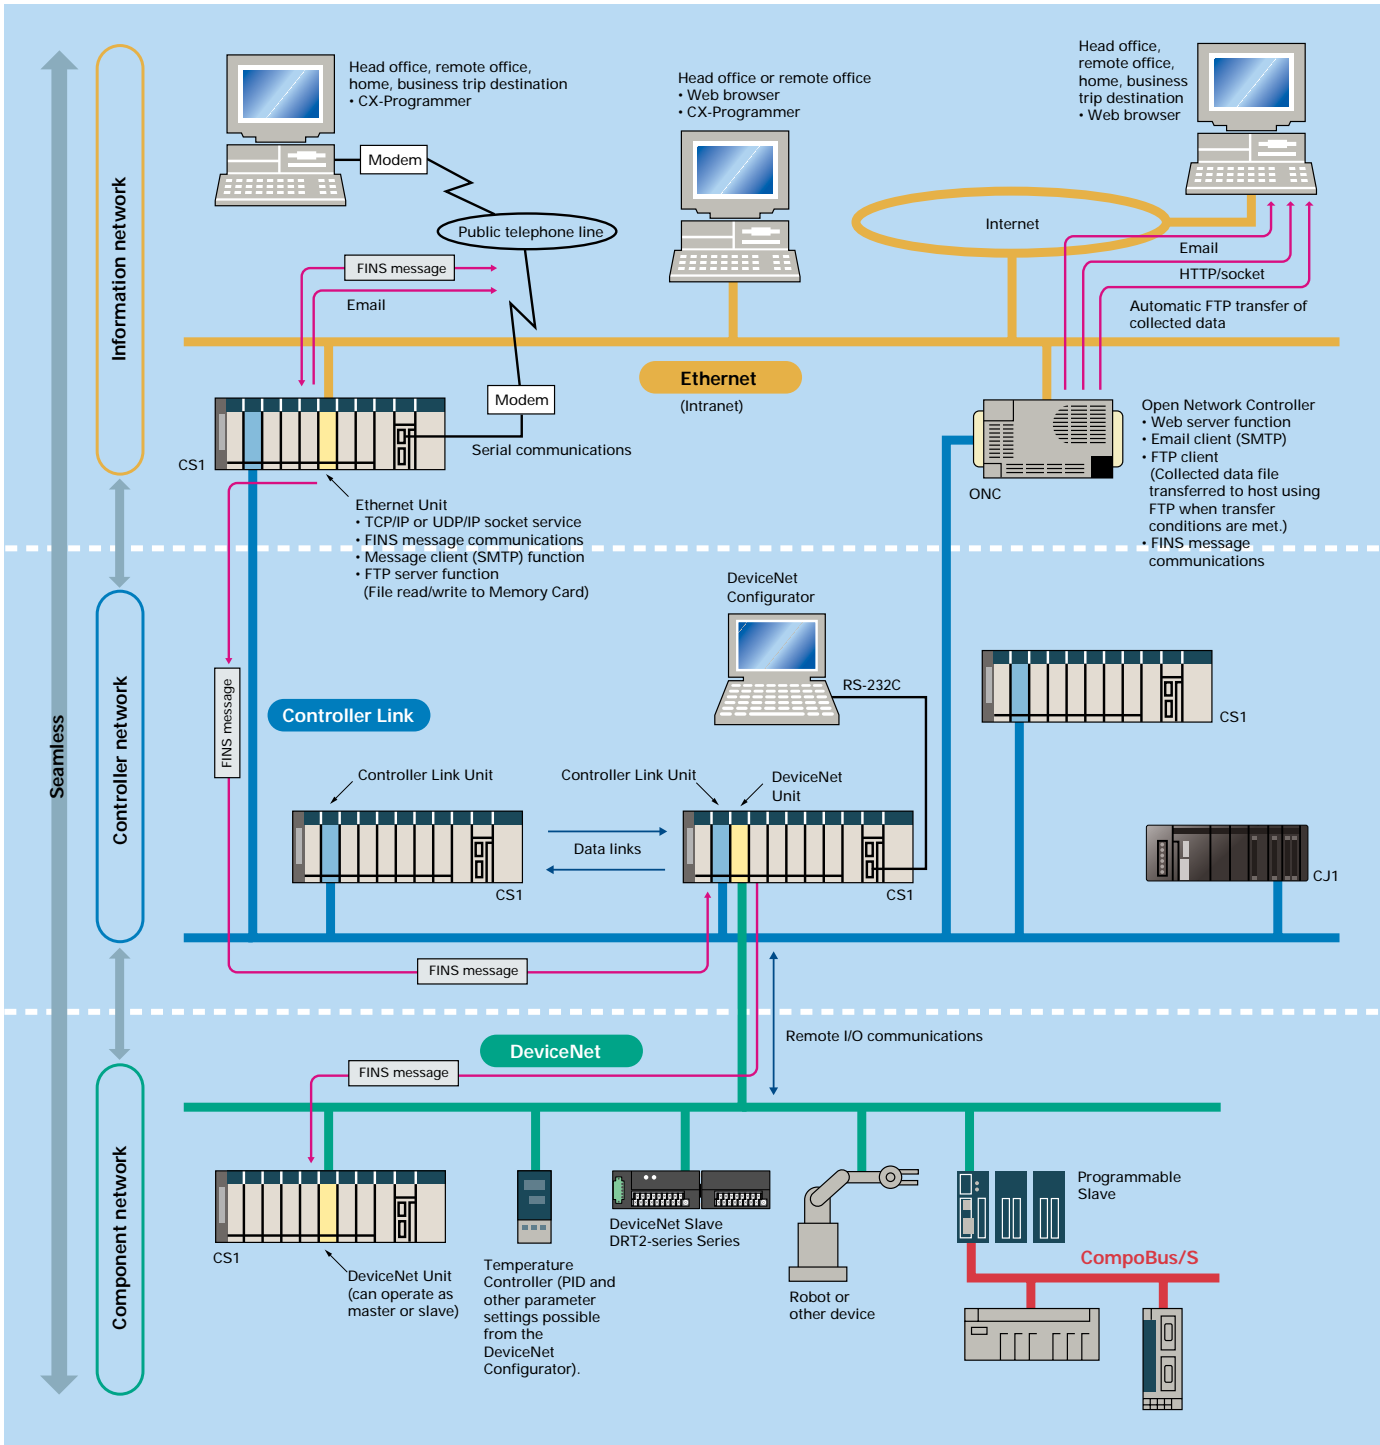 Head office, remote office,
home, business trip destination
• CX-Programmer
Modem
Public telephone line
FINS message
Email
Head office or remote office
• Web browser
• CX-Programmer
Head office,
remote office,
home, business
trip destination
• Web browser
Internet
Email
HTTP/socket
Automatic FTP transfer of
collected data
Information network
Ethernet
(Intranet)
Modem
Serial communications
CS1
Ethernet Unit
• TCP/IP or UDP/IP socket service
• FINS message communications
• Message client (SMTP) function
• FTP server function
(File read/write to Memory Card)
ONC
Open Network Controller
• Web server function
• Email client (SMTP)
• FTP client
(Collected data file
transferred to host using
FTP when transfer
conditions are met.)
• FINS message
communications
Seamless
Controller network
DeviceNet
Configurator
RS-232C
FINS message
Controller Link
CS1
Controller Link Unit
Controller Link Unit
DeviceNet
Unit
Data links
CS1
CS1
CJ1
FINS message
Remote I/O communications
Component network
DeviceNet
FINS message
CS1
DeviceNet Unit
(can operate as
master or slave)
Temperature
Controller (PID and
other parameter
settings possible
from the
DeviceNet
Configurator).
DeviceNet Slave
DRT2-series Series
Robot or
other device
Programmable
Slave
CompoBus/S